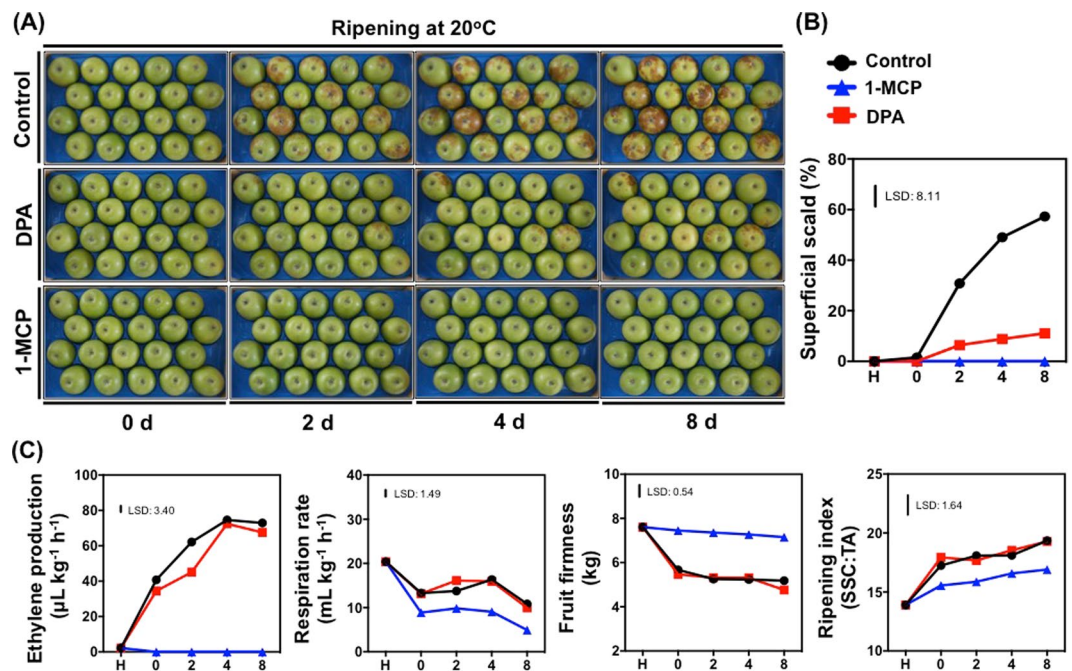 (A)
Ripening at 20°C
Control
DPA
1-MCP
0 d 2 d 4 d 8 d
(B)
Control
1-MCP
DPA
Superficial scald (%)
80
60
40
20
0
LSD: 8.11
H 0 2 4 8
(C)
Ethylene production
(µL kg⁻¹ h⁻¹)
100
80
60
40
20
0
LSD: 3.40
H 0 2 4 8
Respiration rate
(mL kg⁻¹ h⁻¹)
40
30
20
10
0
LSD: 1.49
H 0 2 4 8
Fruit firmness
(kg)
10
8
6
4
2
LSD: 0.54
H 0 2 4 8
Ripening index
(SSC:TA)
25
20
15
10
LSD: 1.64
H 0 2 4 8